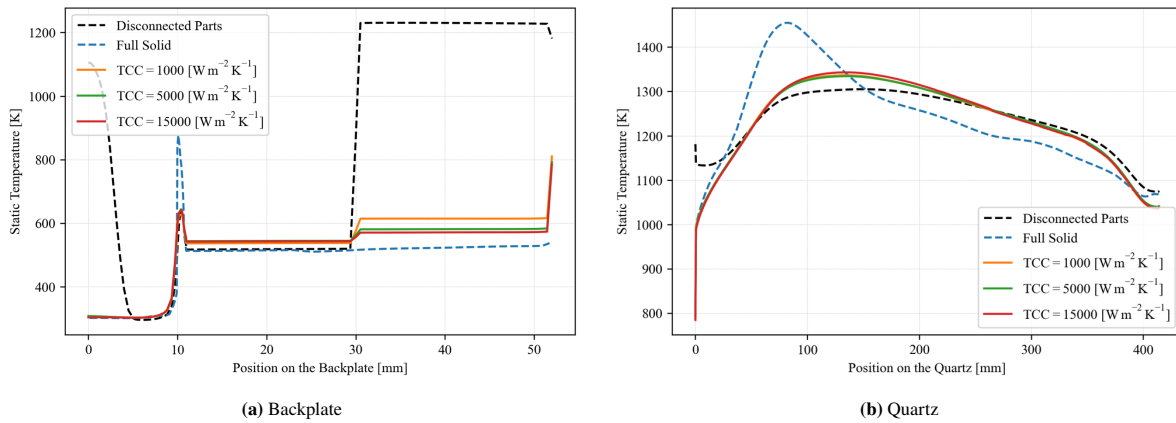 1200
1000
800
600
400
Static Temperature [K]
Disconnected Parts
Full Solid
TCC = 1000 [W m⁻² K⁻¹]
TCC = 5000 [W m⁻² K⁻¹]
TCC = 15000 [W m⁻² K⁻¹]
0 10 20 30 40 50
Position on the Backplate [mm]
(a) Backplate
1400
1300
1200
1100
1000
900
800
Static Temperature [K]
Disconnected Parts
Full Solid
TCC = 1000 [W m⁻² K⁻¹]
TCC = 5000 [W m⁻² K⁻¹]
TCC = 15000 [W m⁻² K⁻¹]
0 100 200 300 400
Position on the Quartz [mm]
(b) Quartz